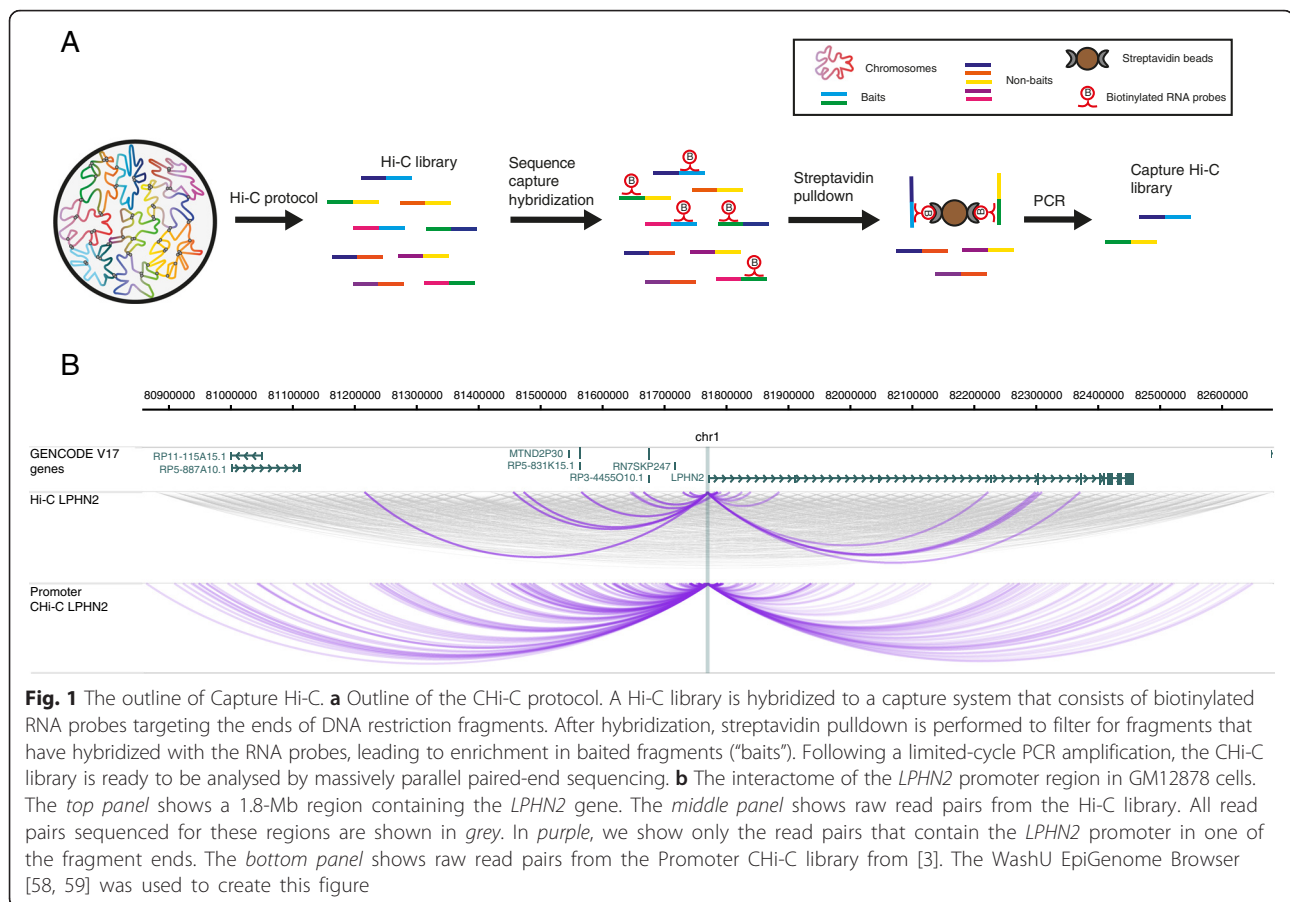 A
Chromosomes
Baits
Non-baits
Streptavidin beads
B
Biotinylated RNA probes
Hi-C protocol
Hi-C library
Sequence
capture
hybridization
B
B
B
B
B
Streptavidin
pulldown
B
B
PCR
Capture Hi-C
library
B
80900000 81000000 81100000 81200000 81300000 81400000 81500000 81600000 81700000 81800000 81900000 82000000 82100000 82200000 82300000 82400000 82500000 82600000
chr1
GENCODE V17
genes
RP11-115A15.1
RP5-887A10.1
MTND2P30
RP5-831K15.1
RN7SKP247
RP3-4455O10.1
LPHN2
Hi-C LPHN2
Promoter
CHi-C LPHN2
Fig. 1 The outline of Capture Hi-C. a Outline of the CHi-C protocol. A Hi-C library is hybridized to a capture system that consists of biotinylated
RNA probes targeting the ends of DNA restriction fragments. After hybridization, streptavidin pulldown is performed to filter for fragments that
have hybridized with the RNA probes, leading to enrichment in baited fragments (“baits”). Following a limited-cycle PCR amplification, the CHi-C
library is ready to be analysed by massively parallel paired-end sequencing. b The interactome of the LPHN2 promoter region in GM12878 cells.
The top panel shows a 1.8-Mb region containing the LPHN2 gene. The middle panel shows raw read pairs from the Hi-C library. All read
pairs sequenced for these regions are shown in grey. In purple, we show only the read pairs that contain the LPHN2 promoter in one of
the fragment ends. The bottom panel shows raw read pairs from the Promoter CHi-C library from [3]. The WashU EpiGenome Browser
[58, 59] was used to create this figure